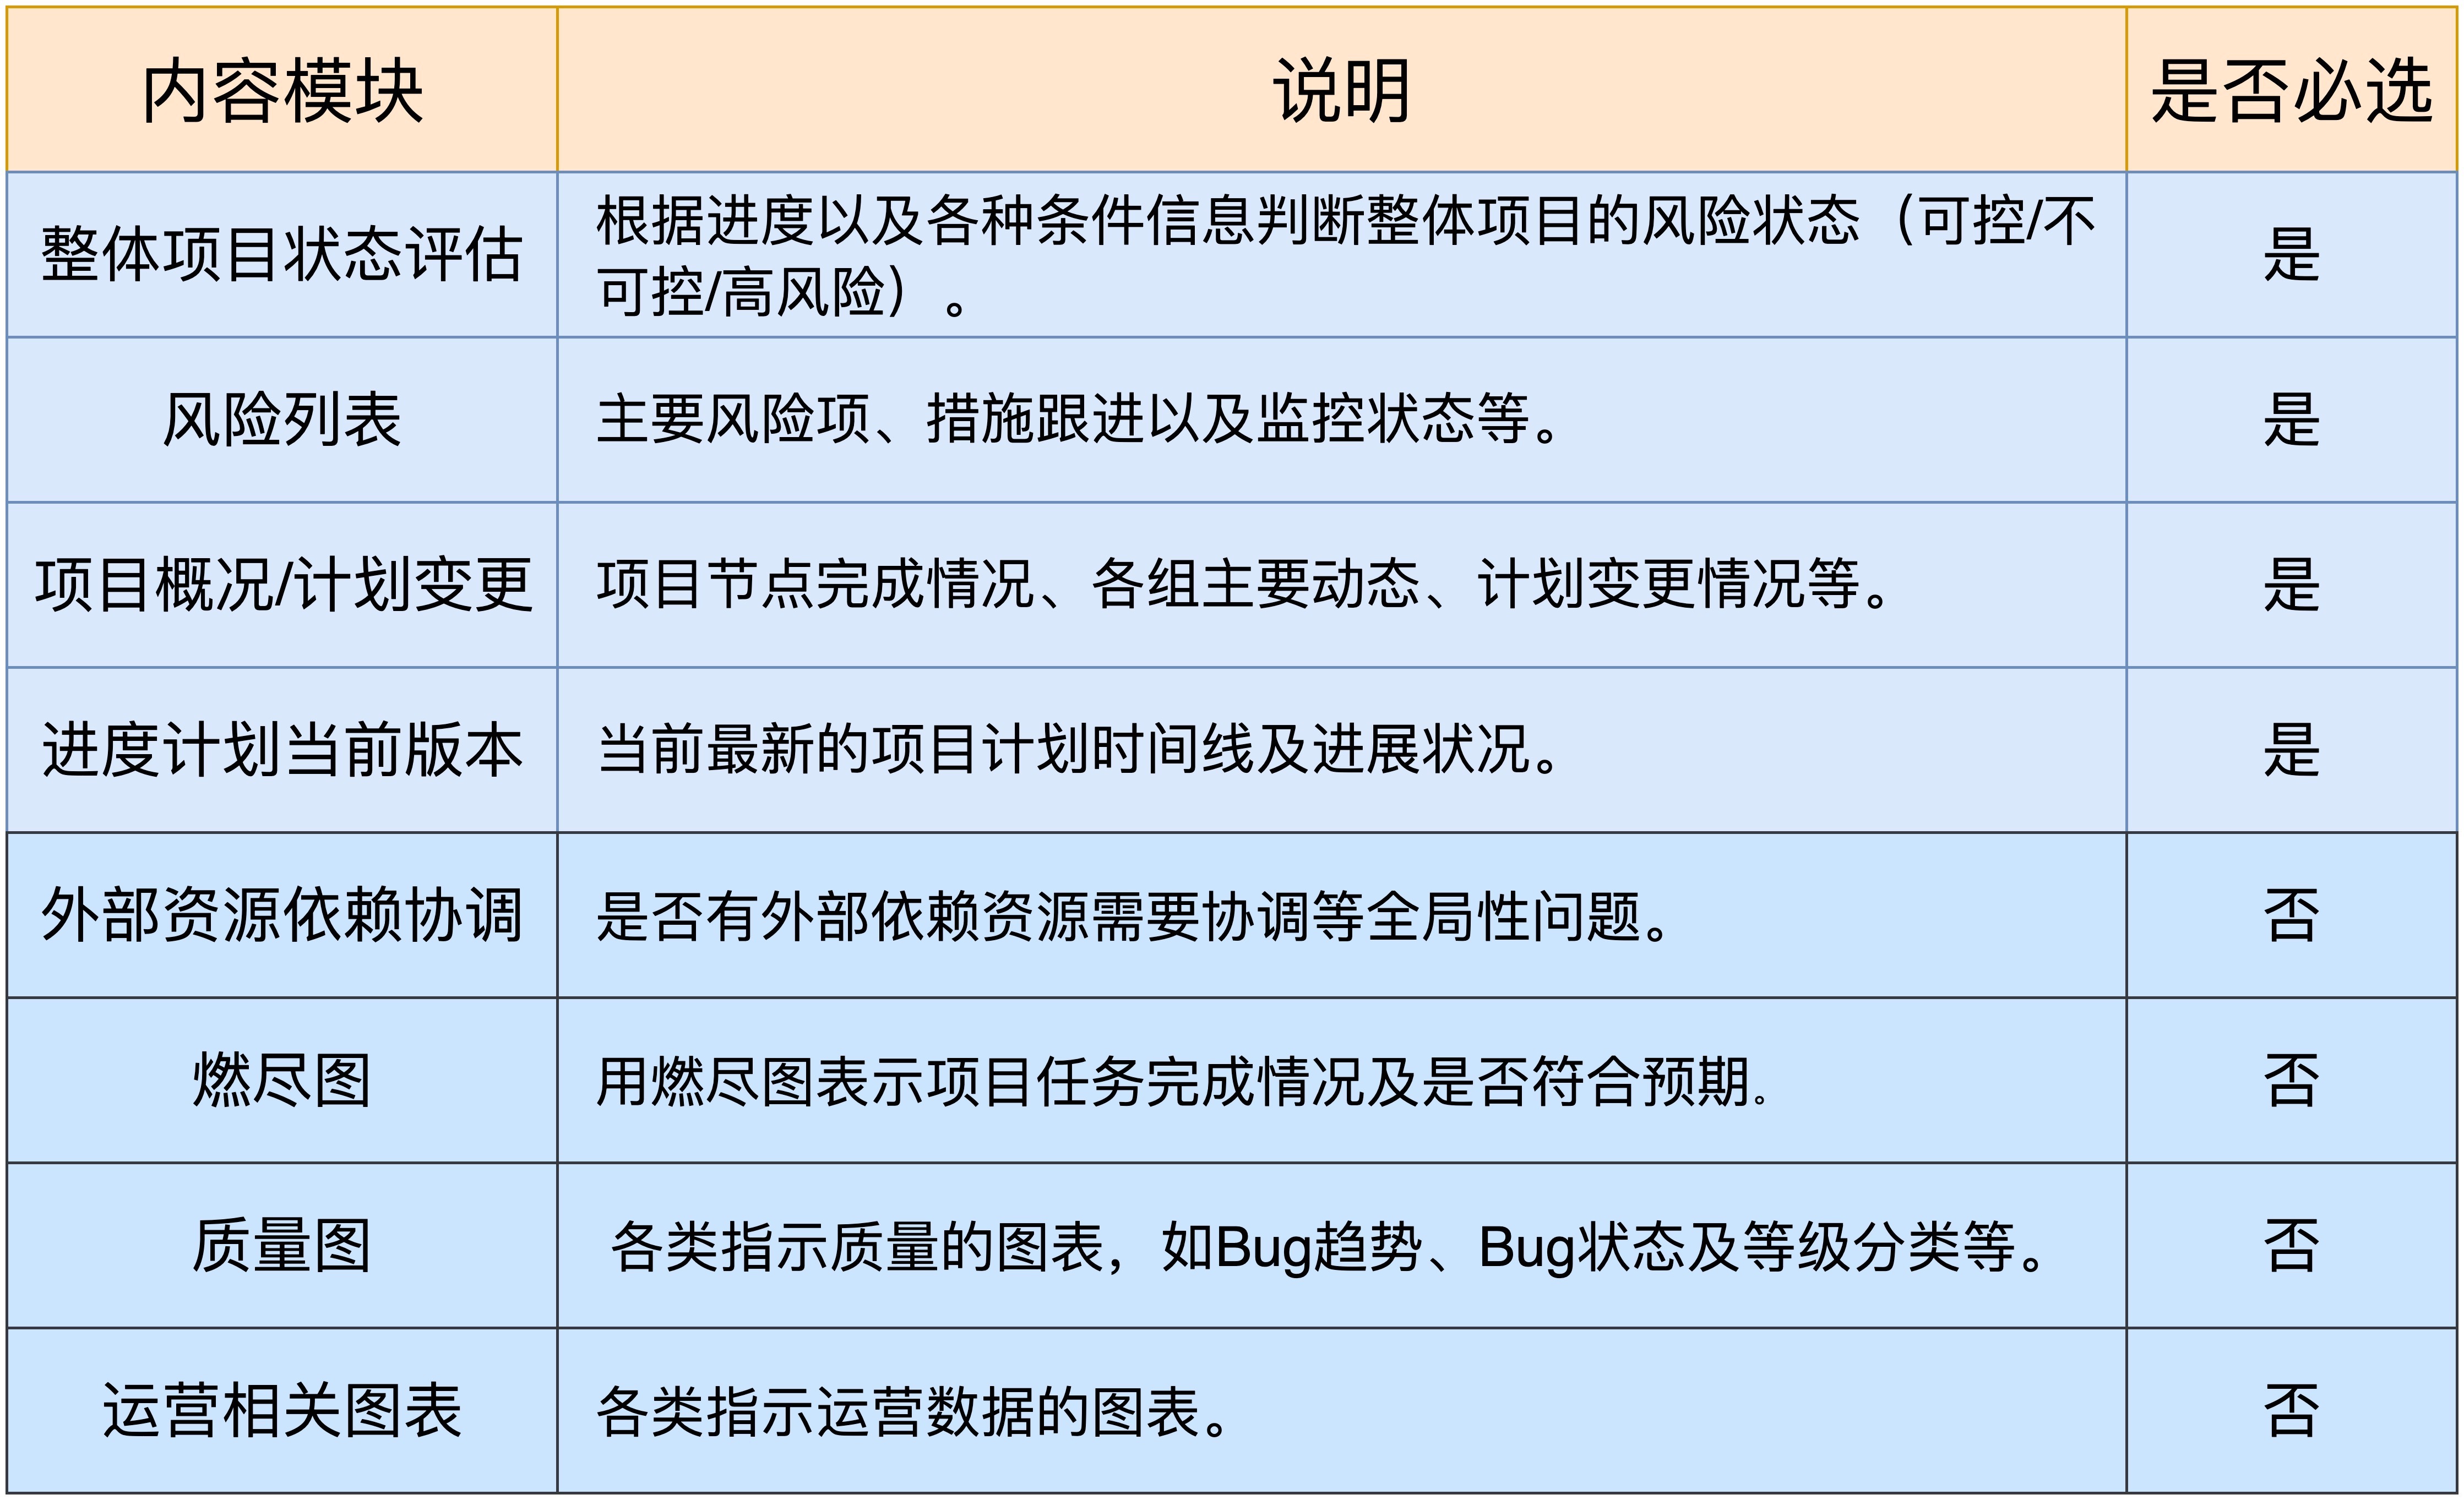 内容模块
说明
是否必选
整体项目状态评估
根据进度以及各种条件信息判断整体项目的风险状态（可控/不
可控/高风险）。
是
风险列表
主要风险项、措施跟进以及监控状态等。
是
项目概况/计划变更
项目节点完成情况、各组主要动态、计划变更情况等。
是
进度计划当前版本
当前最新的项目计划时间线及进展状况。
是
外部资源依赖协调
是否有外部依赖资源需要协调等全局性问题。
否
燃尽图
用燃尽图表示项目任务完成情况及是否符合预期。
否
质量图
各类指示质量的图表，如Bug趋势、Bug状态及等级分类等。
否
运营相关图表
各类指示运营数据的图表。
否